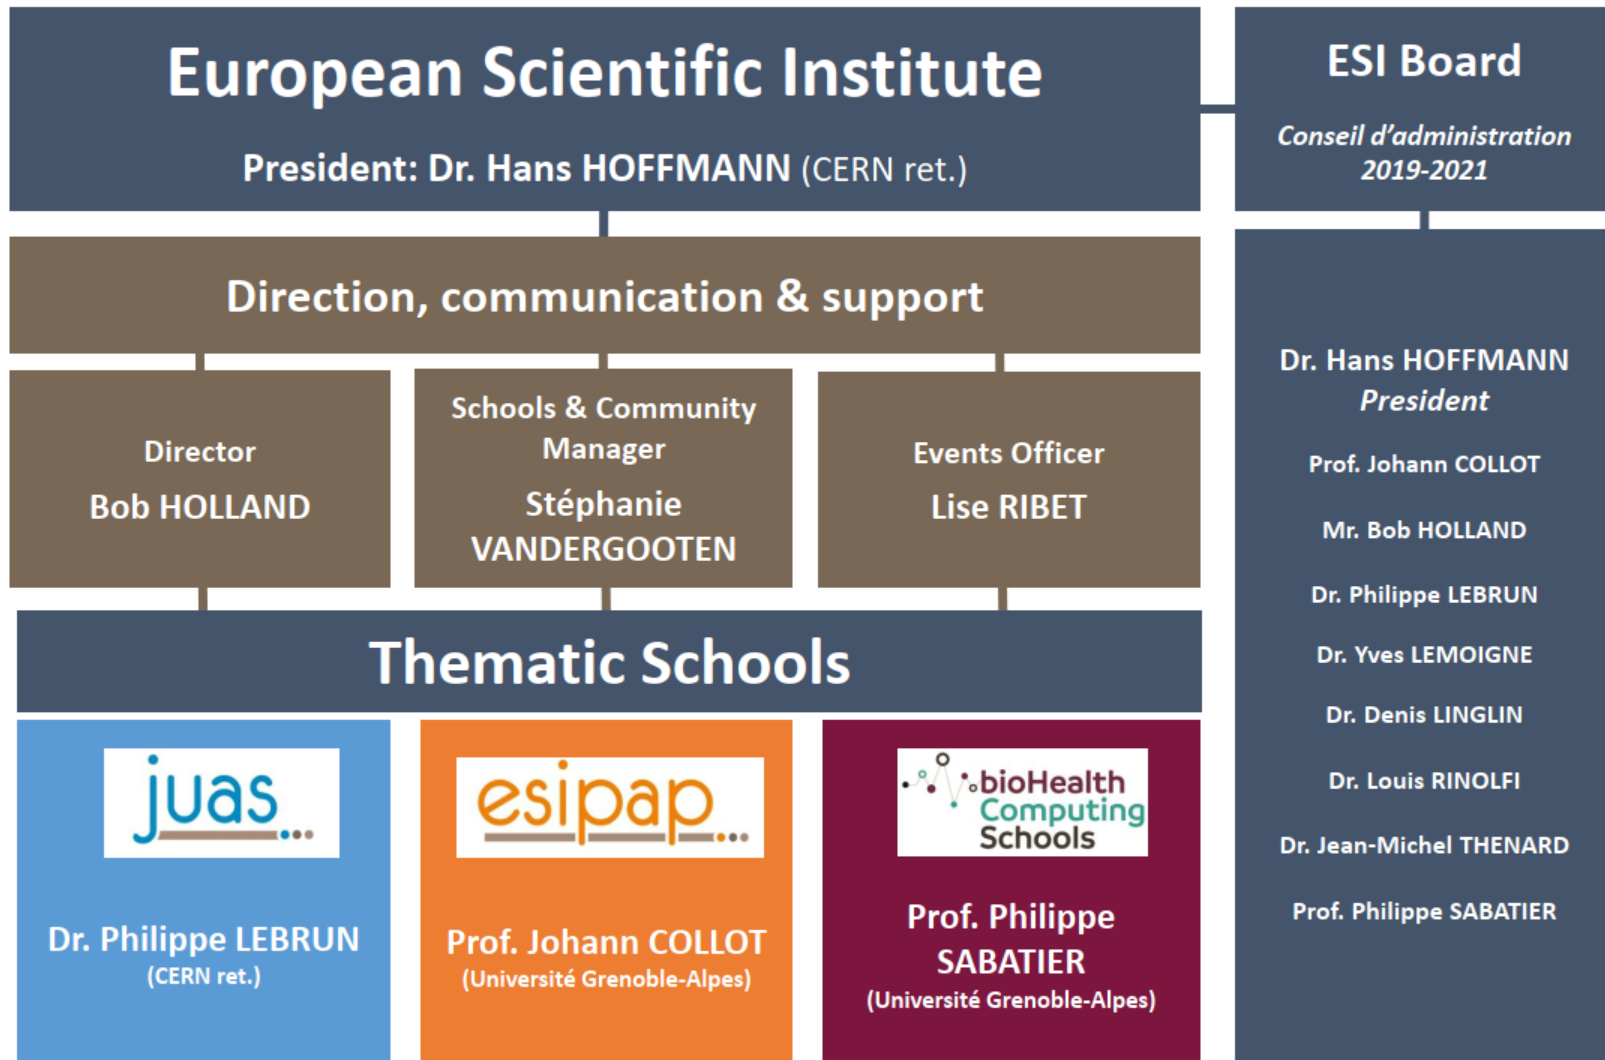 European Scientific Institute
President: Dr. Hans HOFFMANN (CERN ret.)
ESI Board
Conseil d’administration
2019-2021
Direction, communication & support
Director
Bob HOLLAND
Schools & Community
Manager
Stéphanie
VANDERGOOTEN
Events Officer
Lise RIBET
Thematic Schools
juas
Dr. Philippe LEBRUN
(CERN ret.)
esipap
Prof. Johann COLLOT
(Université Grenoble-Alpes)
bioHealth
Computing
Schools
Prof. Philippe
SABATIER
(Université Grenoble-Alpes)
Dr. Hans HOFFMANN
President
Prof. Johann COLLOT
Mr. Bob HOLLAND
Dr. Philippe LEBRUN
Dr. Yves LEMOIGNE
Dr. Denis LINGLIN
Dr. Louis RINOLFI
Dr. Jean-Michel THENARD
Prof. Philippe SABATIER